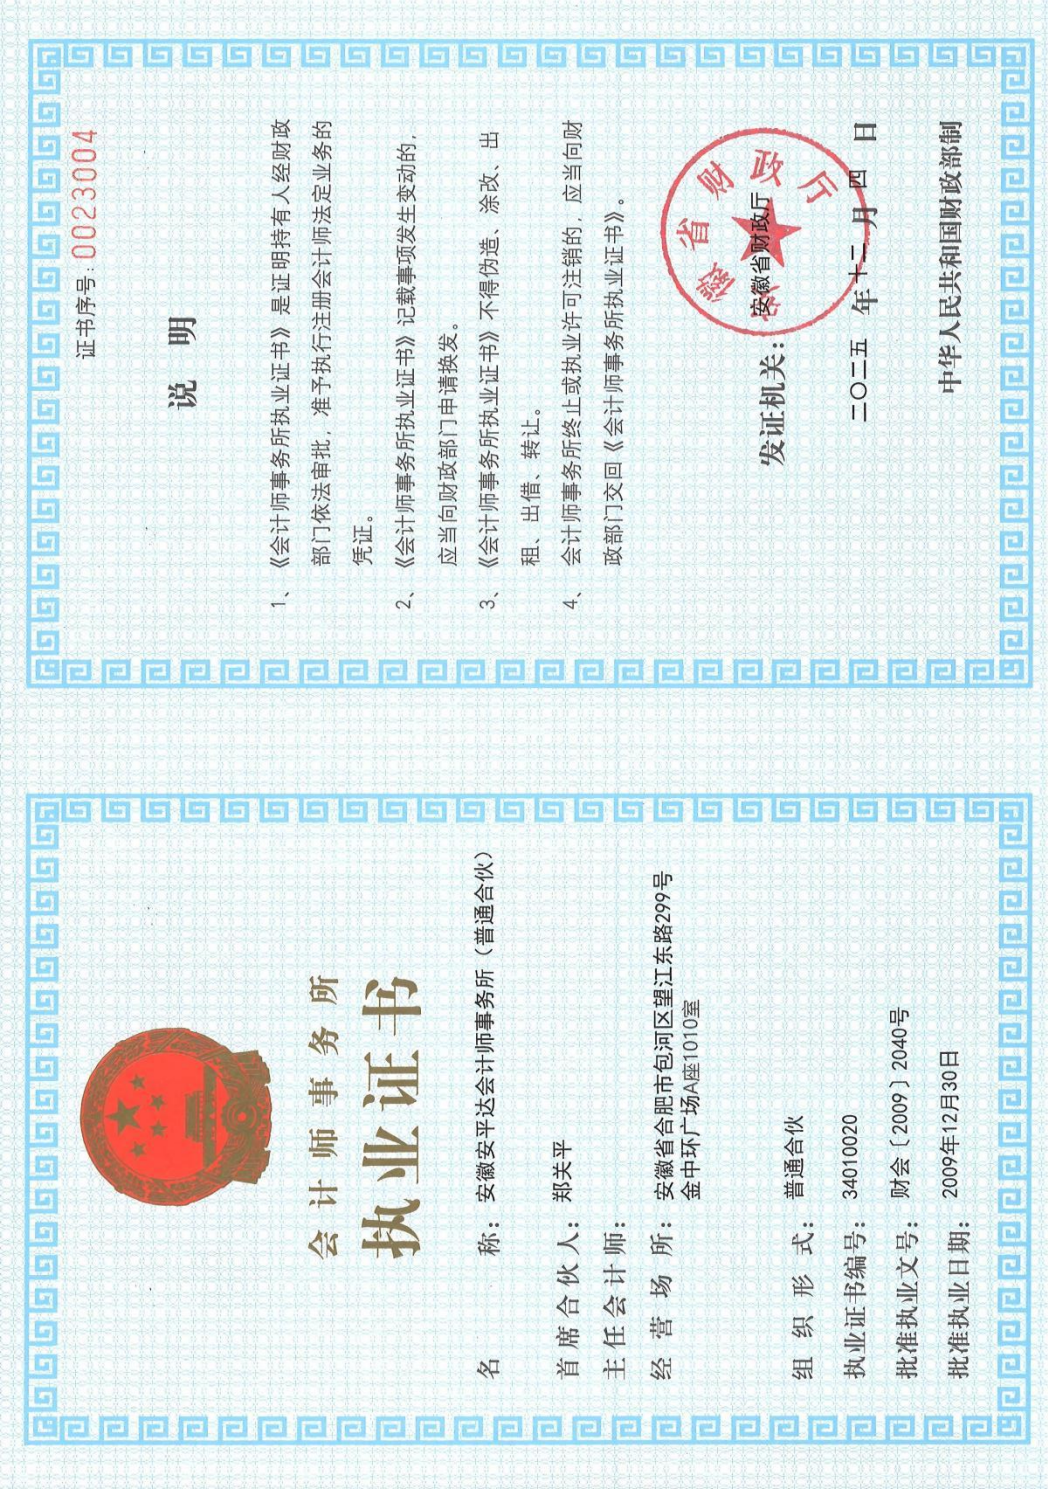 会计师事务所
执业证书
名称：安徽安平达会计师事务所（普通合伙）
首席合伙人：郑关平
主任会计师：
经营场所：安徽省合肥市包河区望江东路299号
金中环广场A座1010室
组织形式：普通合伙
执业证书编号：34010020
批准执业文号：财会〔2009〕2040号
批准执业日期：2009年12月30日
证书序号：0023004
说明
1、《会计师事务所执业证书》是证明持有人经财政
部门依法审批，准予执行注册会计师法定业务的
凭证。
2、《会计师事务所执业证书》记载事项发生变动的，
应当向财政部门申请换发。
3、《会计师事务所执业证书》不得伪造、涂改、出
租、出借、转让。
4、会计师事务所终止或执业许可注销的，应当向财
政部门交回《会计师事务所执业证书》。
发证机关：安徽省财政厅
安徽省财政厅
二〇二五年十二月四日
中华人民共和国财政部制